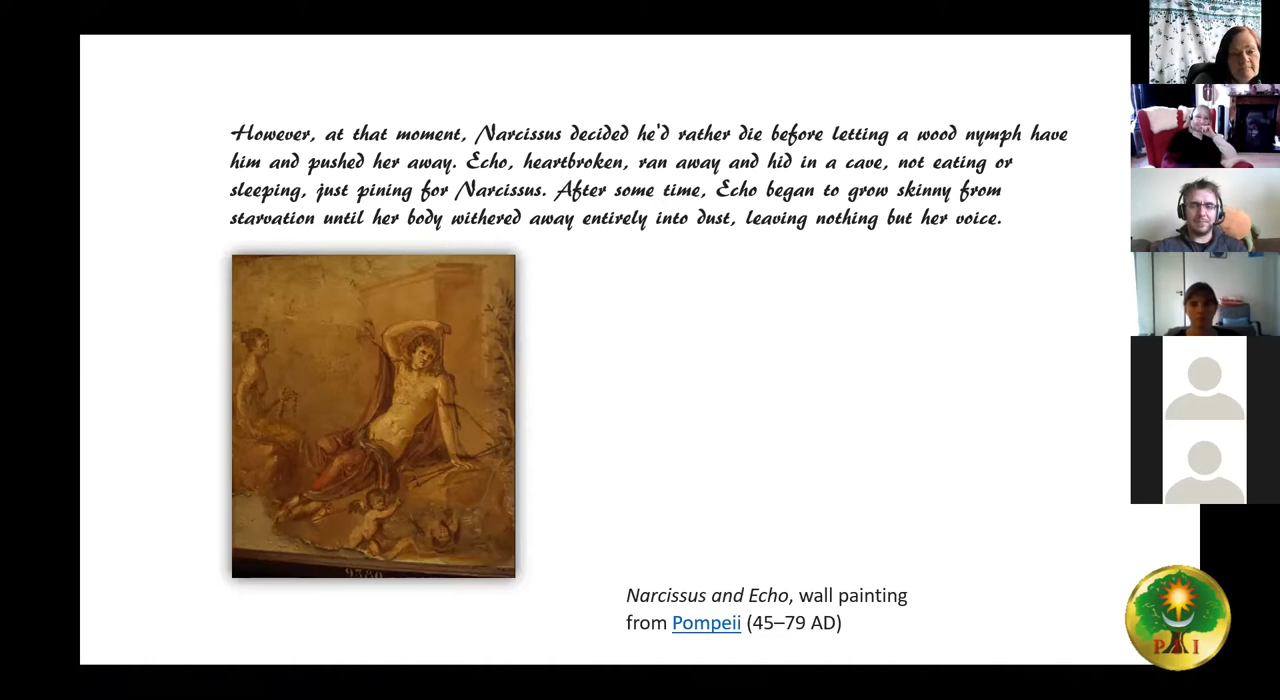 However, at that moment, Narcissus decided he'd rather die before letting a wood nymph have
him and pushed her away. Echo, heartbroken, ran away and hid in a cave, not eating or
sleeping, just pining for Narcissus. After some time, Echo began to grow skinny from
starvation until her body withered away entirely into dust, leaving nothing but her voice.
9380
Narcissus and Echo, wall painting
from Pompeii (45–79 AD)
P A I